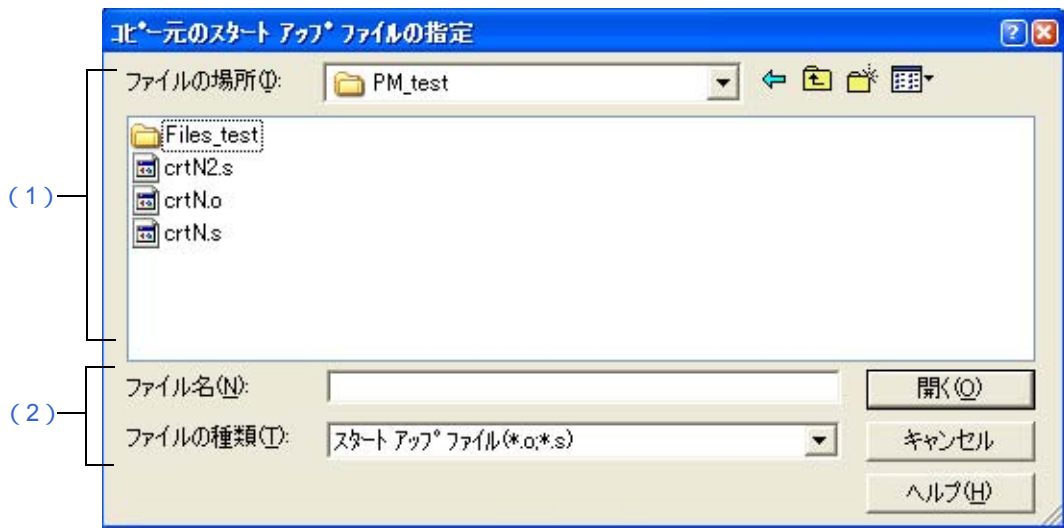 コピー元のスタート アップ ファイルの指定
ファイルの場所(I):
PM_test
Files_test
crtN2.s
crtN.o
crtN.s
(1)
ファイル名(N):
開く(O)
(2)
ファイルの種類(T):
スタート アップ ファイル(*.o;*.s)
キャンセル
ヘルプ(H)